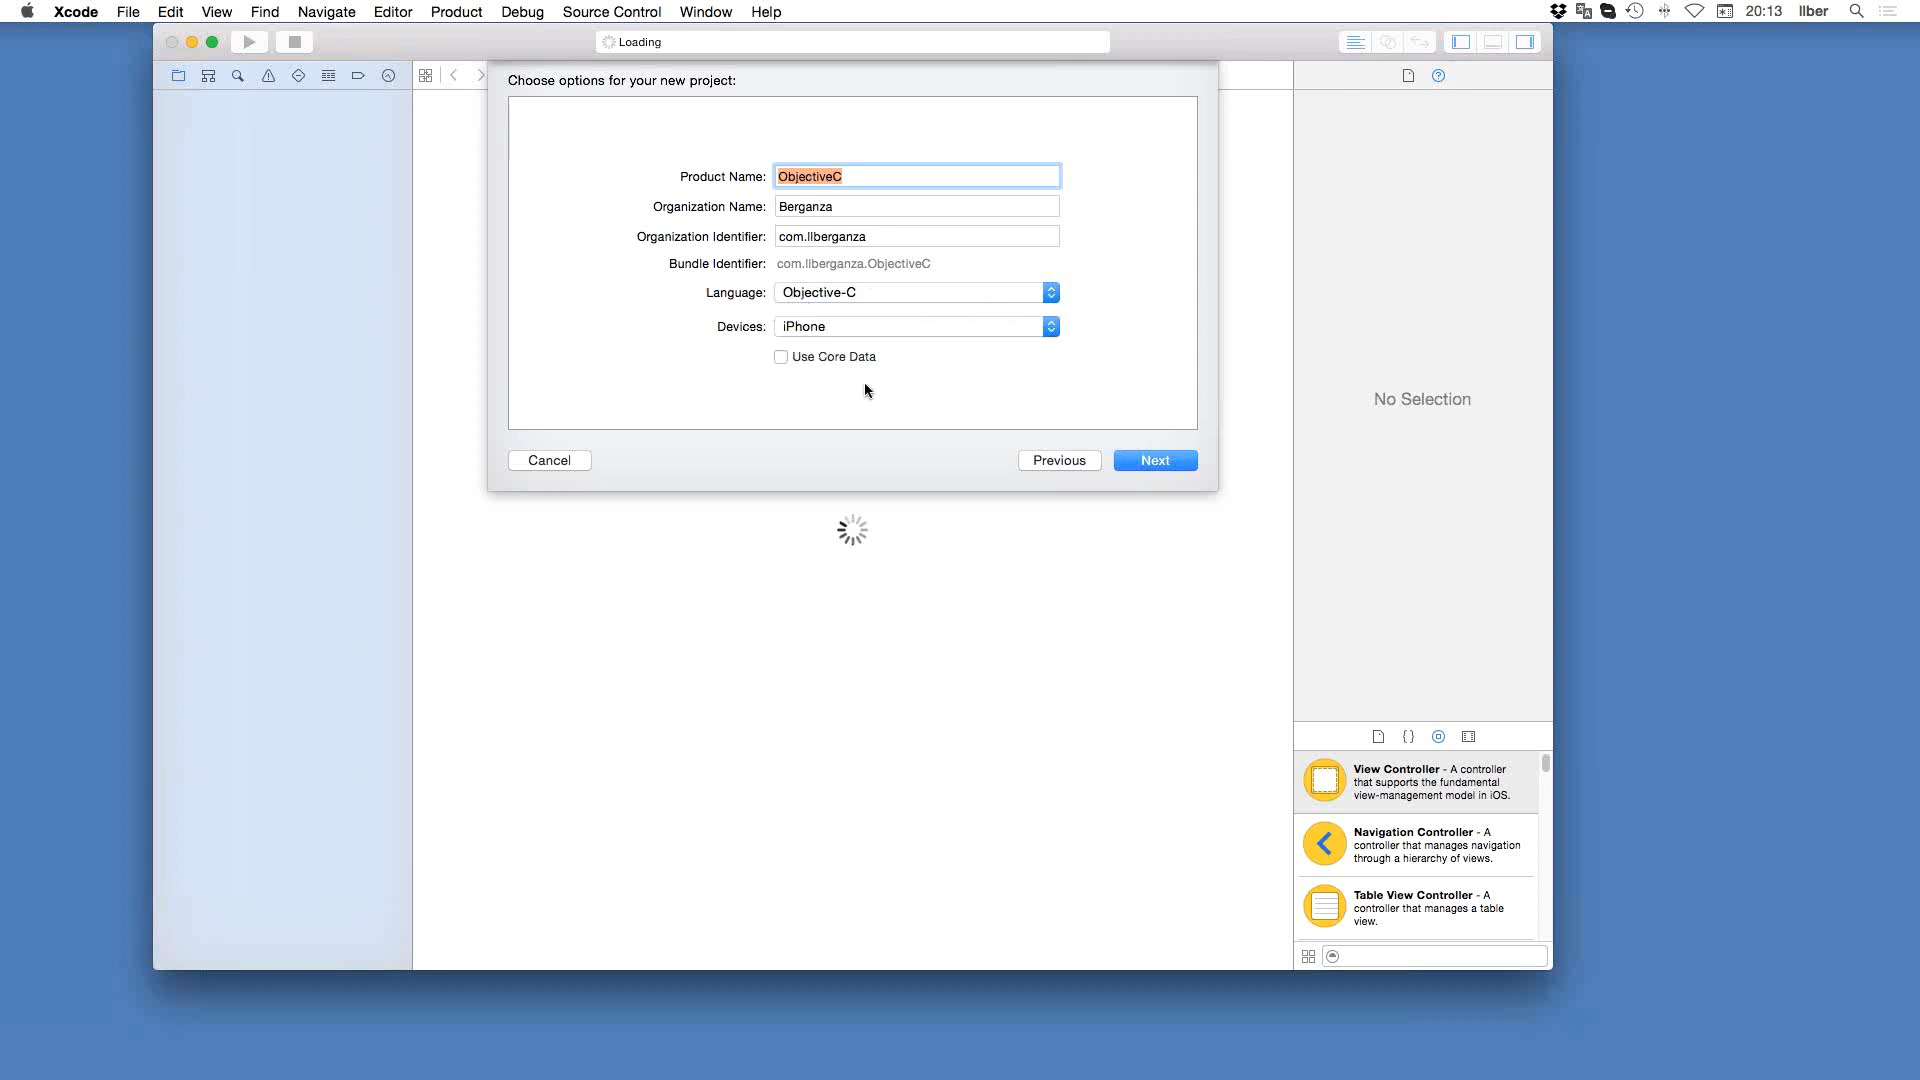 Xcode File Edit View Find Navigate Editor Product Debug Source Control Window Help 20:13 llber
Loading
Choose options for your new project:
Product Name: ObjectiveC
Organization Name: Berganza
Organization Identifier: com.llberganza
Bundle Identifier: com.llberganza.ObjectiveC
Language: Objective-C
Devices: iPhone
Use Core Data
Cancel Previous Next
No Selection
View Controller - A controller
that supports the fundamental
view-management model in iOS.
Navigation Controller - A
controller that manages navigation
through a hierarchy of views.
Table View Controller - A
controller that manages a table
view.